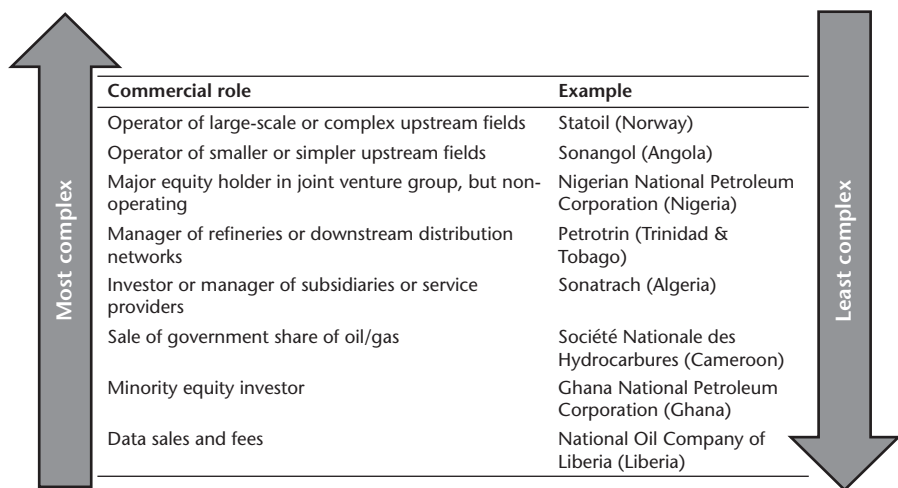 Commercial role Example
Operator of large-scale or complex upstream fields Statoil (Norway)
Operator of smaller or simpler upstream fields Sonangol (Angola)
Major equity holder in joint venture group, but non- Nigerian National Petroleum
operating Corporation (Nigeria)
Manager of refineries or downstream distribution Petrotrin (Trinidad &
networks Tobago)
Investor or manager of subsidiaries or service Sonatrach (Algeria)
providers
Sale of government share of oil/gas Société Nationale des
Hydrocarbures (Cameroon)
Minority equity investor Ghana National Petroleum
Corporation (Ghana)
Data sales and fees National Oil Company of
Liberia (Liberia)
Most complex
Least complex